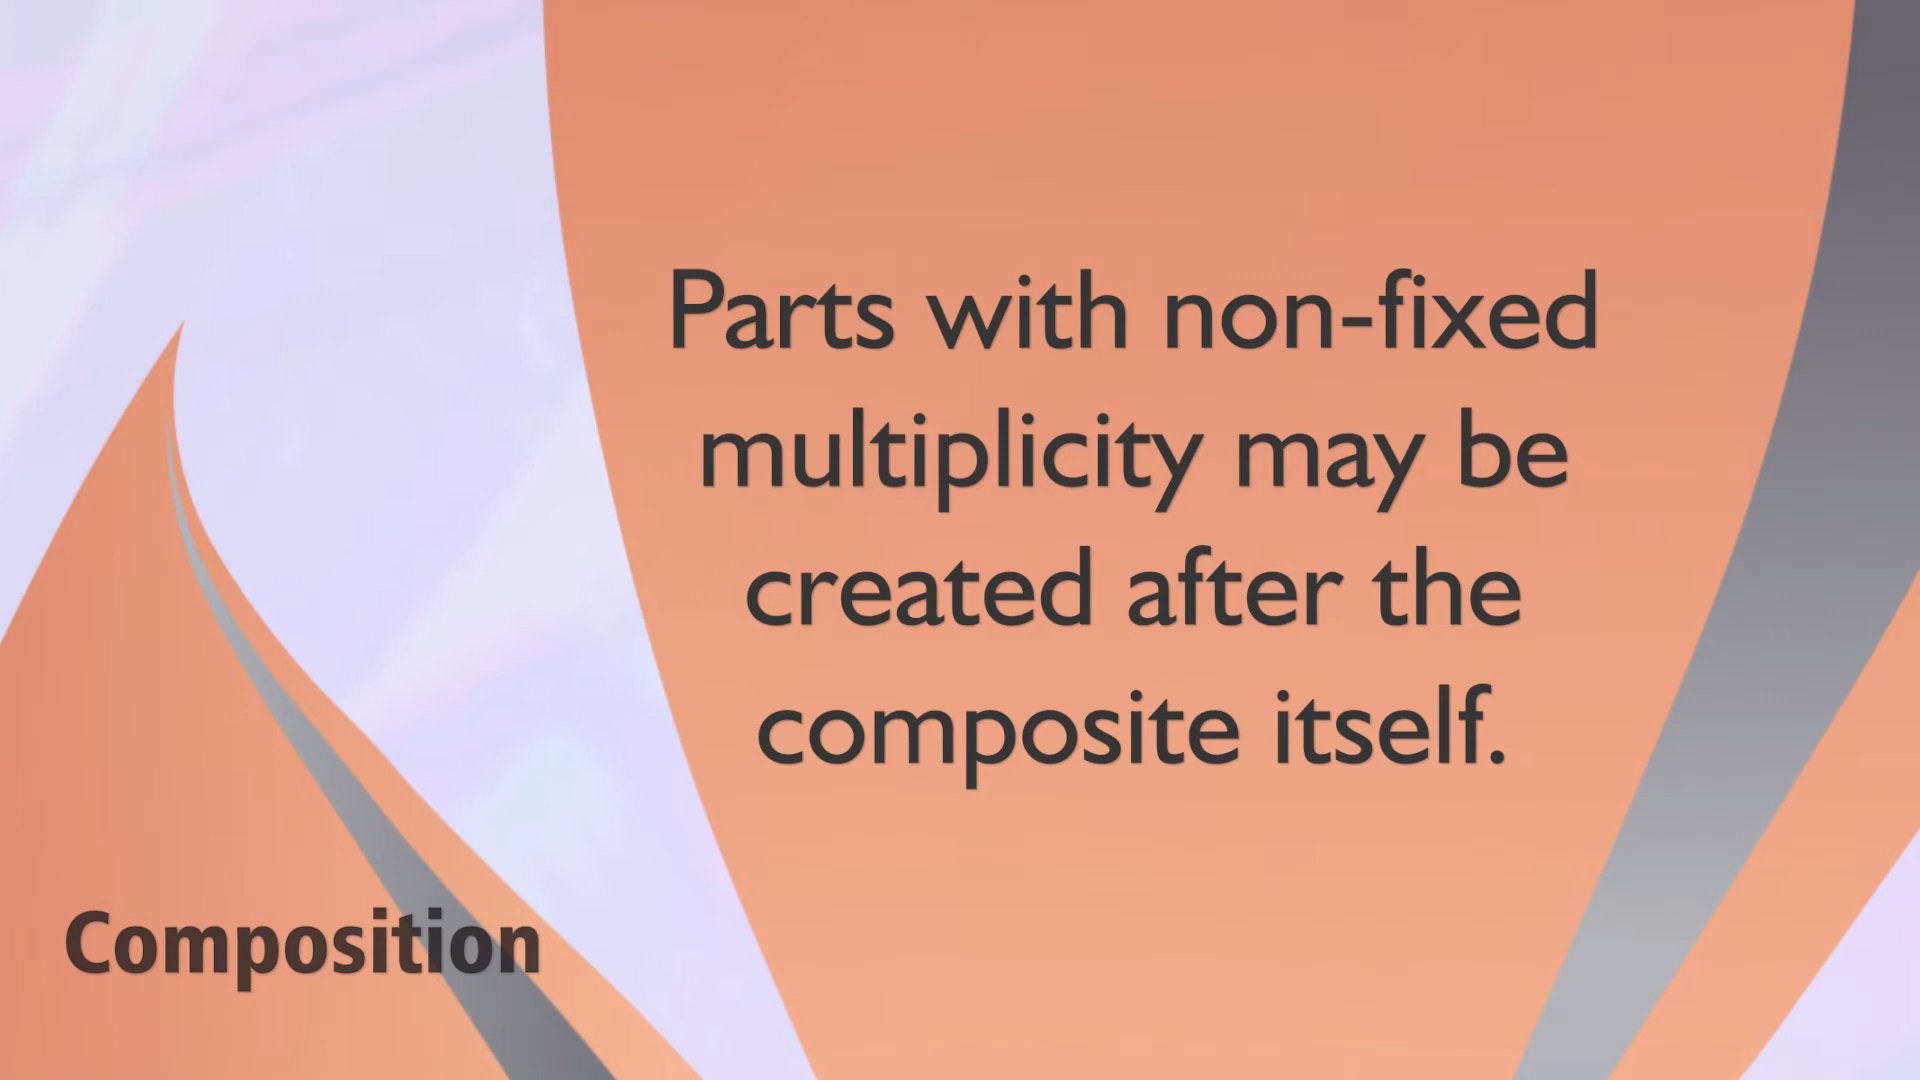 Parts with non-fixed
multiplicity may be
created after the
composite itself.
Composition